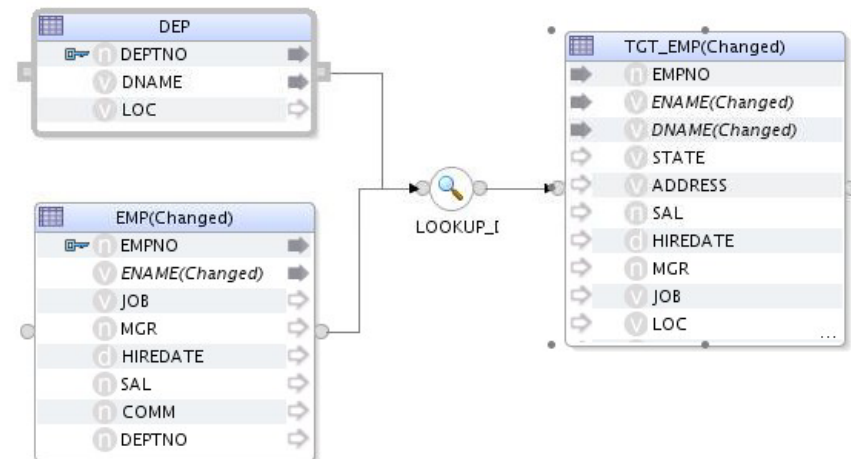 DEP
n DEPTNO
v DNAME
v LOC
EMP(Changed)
n EMPNO
v ENAME(Changed)
v JOB
n MGR
d HIREDATE
n SAL
n COMM
n DEPTNO
LOOKUP_
TGT_EMP(Changed)
n EMPNO
v ENAME(Changed)
v DNAME(Changed)
v STATE
v ADDRESS
n SAL
d HIREDATE
n MGR
v JOB
v LOC
...